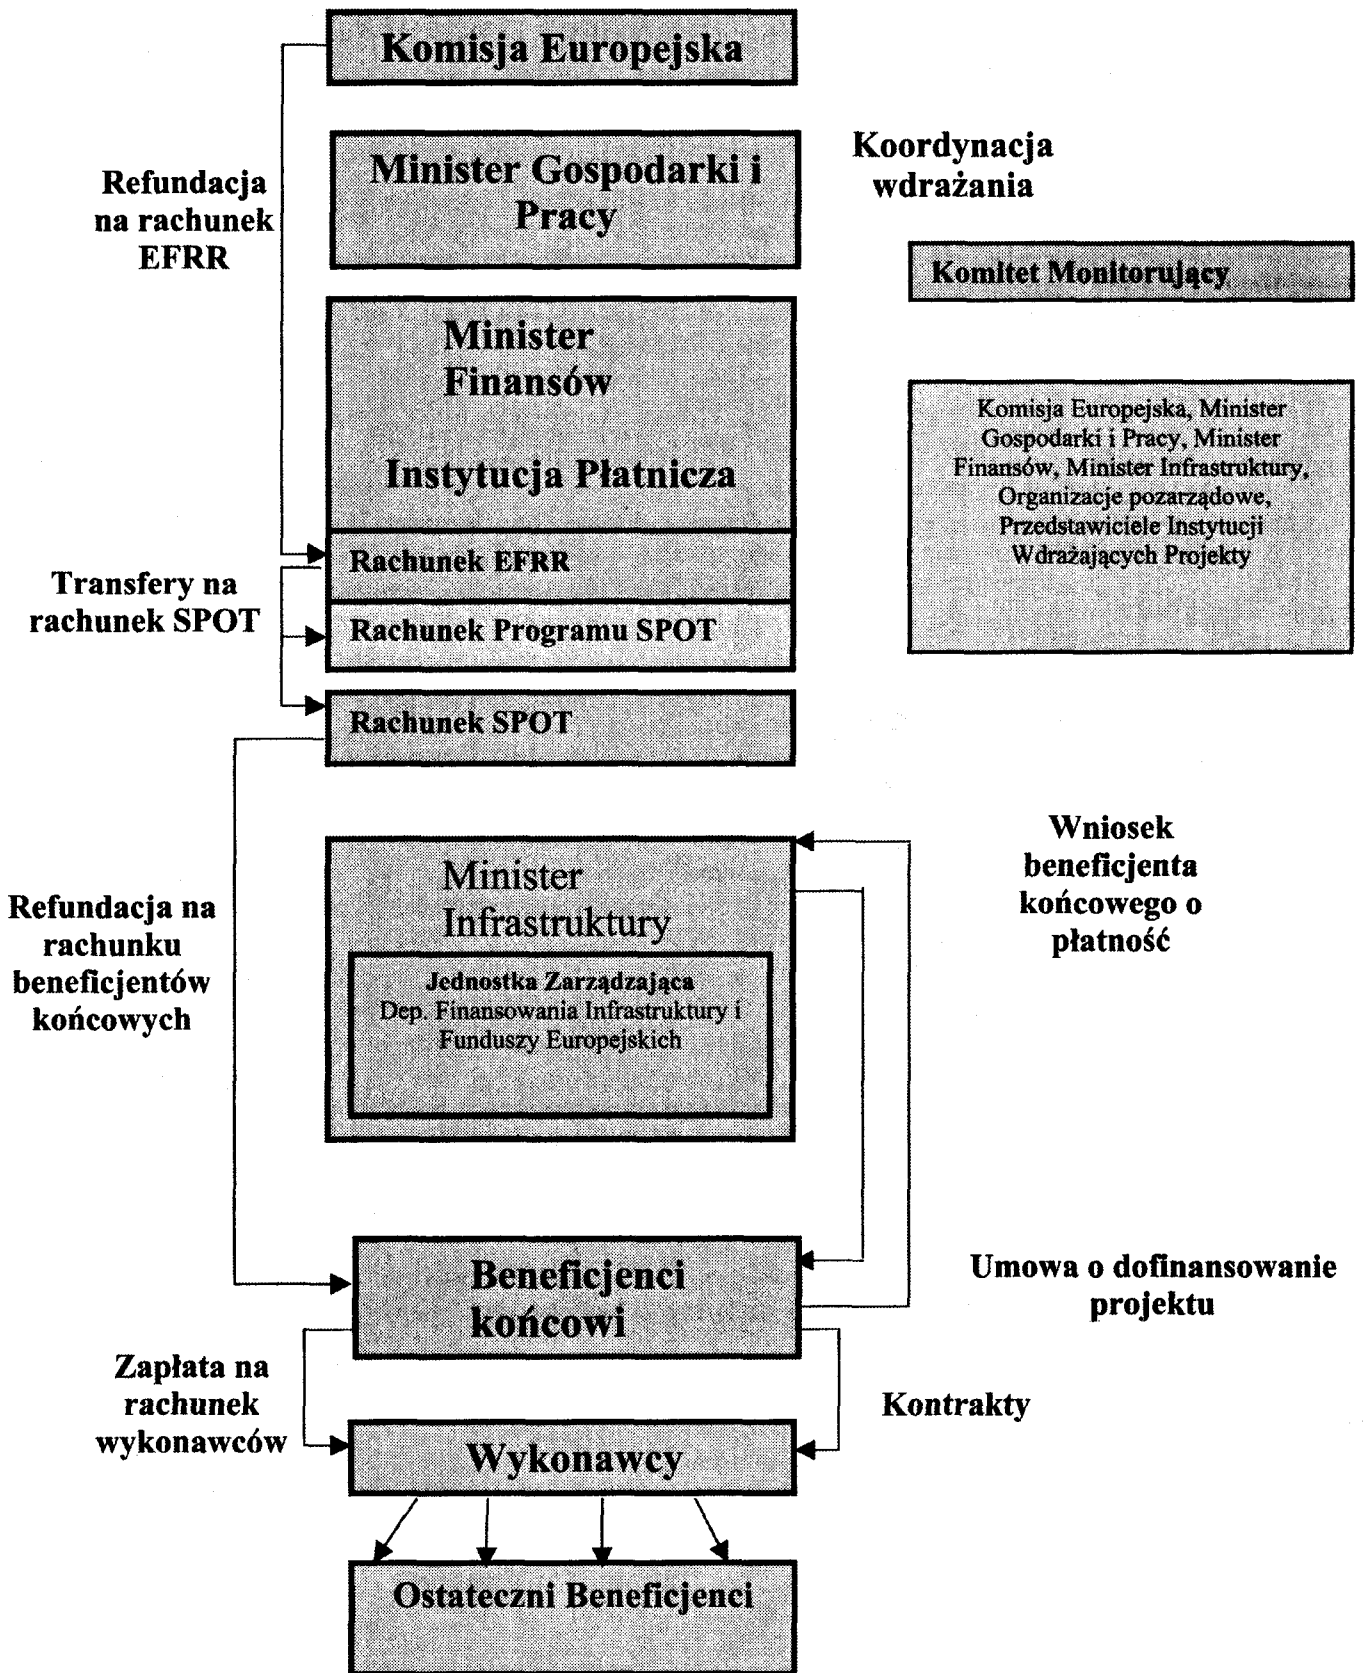 Komisja Europejska
Minister Gospodarki i
Pracy
Koordynacja
wdrażania
Refundacja
na rachunek
EFRR
Komitet Monitorujący
Minister
Finansów
Instytucja Płatnicza
Komisja Europejska, Minister
Gospodarki i Pracy, Minister
Finansów, Minister Infrastruktury,
Organizacje pozarządowe,
Przedstawiciele Instytucji
Wdrażających Projekty
Rachunek EFRR
Transfery na
rachunek SPOT
Rachunek Programu SPOT
Rachunek SPOT
Wniosek
beneficjenta
końcowego o
płatność
Minister
Infrastruktury
Refundacja na
rachunku
beneficjentów
końcowych
Jednostka Zarządzająca
Dep. Finansowania Infrastruktury i
Funduszy Europejskich
Beneficjenci
końcowi
Umowa o dofinansowanie
projektu
Zapłata na
rachunek
wykonawców
Kontrakty
Wykonawcy
Ostateczni Beneficjenci